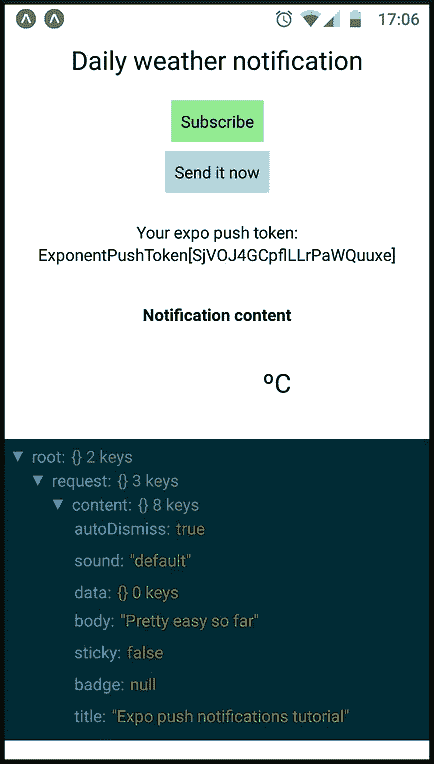 17:06
Daily weather notification
Subscribe
Send it now
Your expo push token:
ExponentPushToken[SjVOJ4GCpflLLrPaWQuuxe]
Notification content
ºC
▼ root: {} 2 keys
▼ request: {} 3 keys
▼ content: {} 8 keys
autoDismiss: true
sound: "default"
data: {} 0 keys
body: "Pretty easy so far"
sticky: false
badge: null
title: "Expo push notifications tutorial"